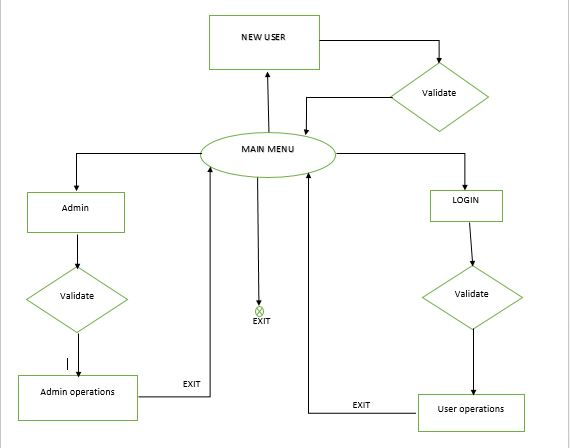 NEW USER
Validate
MAIN MENU
Admin
LOGIN
Validate
Validate
EXIT
EXIT
Admin operations
EXIT
User operations